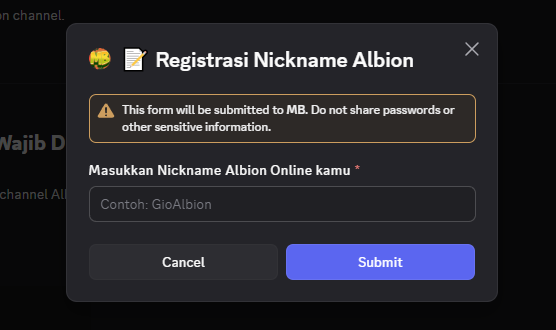 on channel.
Registrasi Nickname Albion
This form will be submitted to MB. Do not share passwords or
other sensitive information.
Wajib D
Masukkan Nickname Albion Online kamu *
channel Al
Contoh: GioAlbion
Cancel
Submit